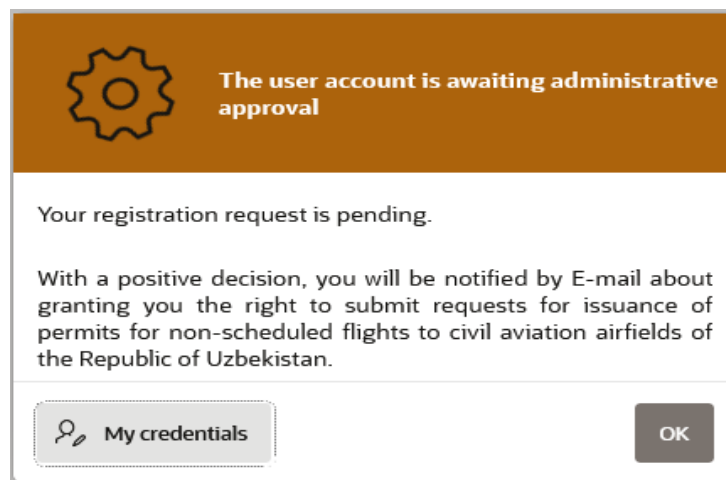 The user account is awaiting administrative
approval
Your registration request is pending.
With a positive decision, you will be notified by E-mail about
granting you the right to submit requests for issuance of
permits for non-scheduled flights to civil aviation airfields of
the Republic of Uzbekistan.
My credentials
OK